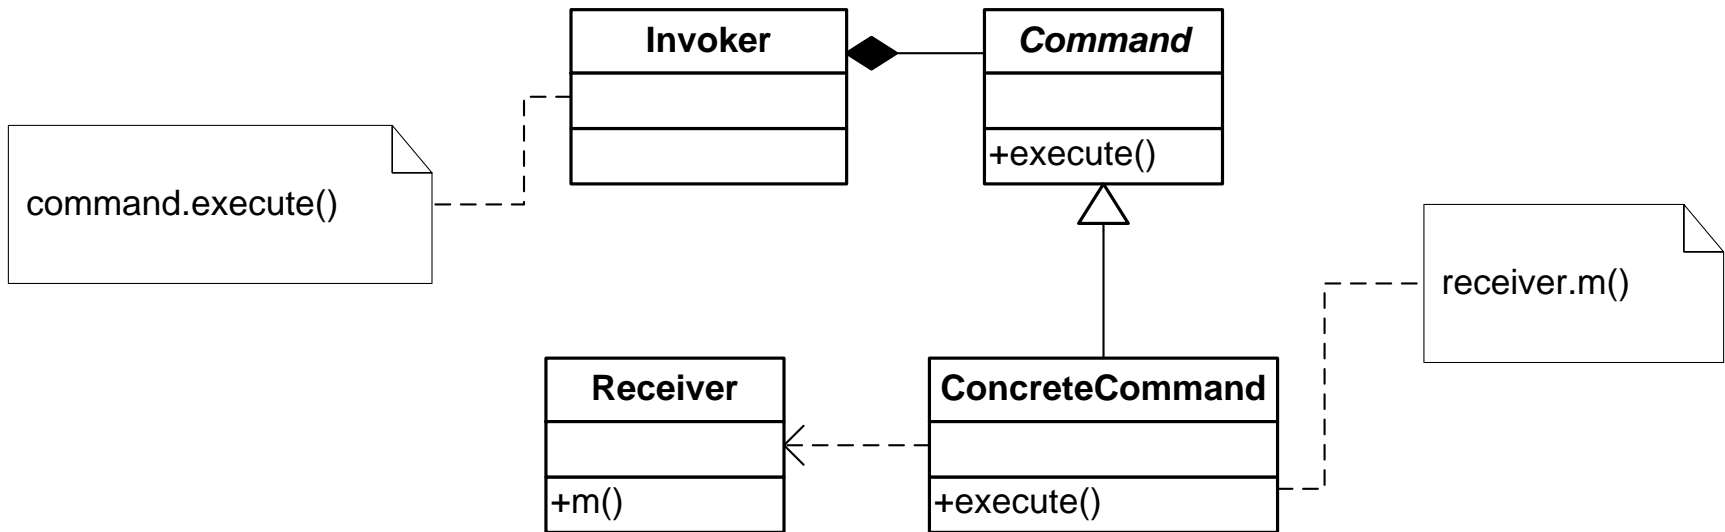 Invoker
Command
+execute()
command.execute()
receiver.m()
Receiver
ConcreteCommand
+m()
+execute()